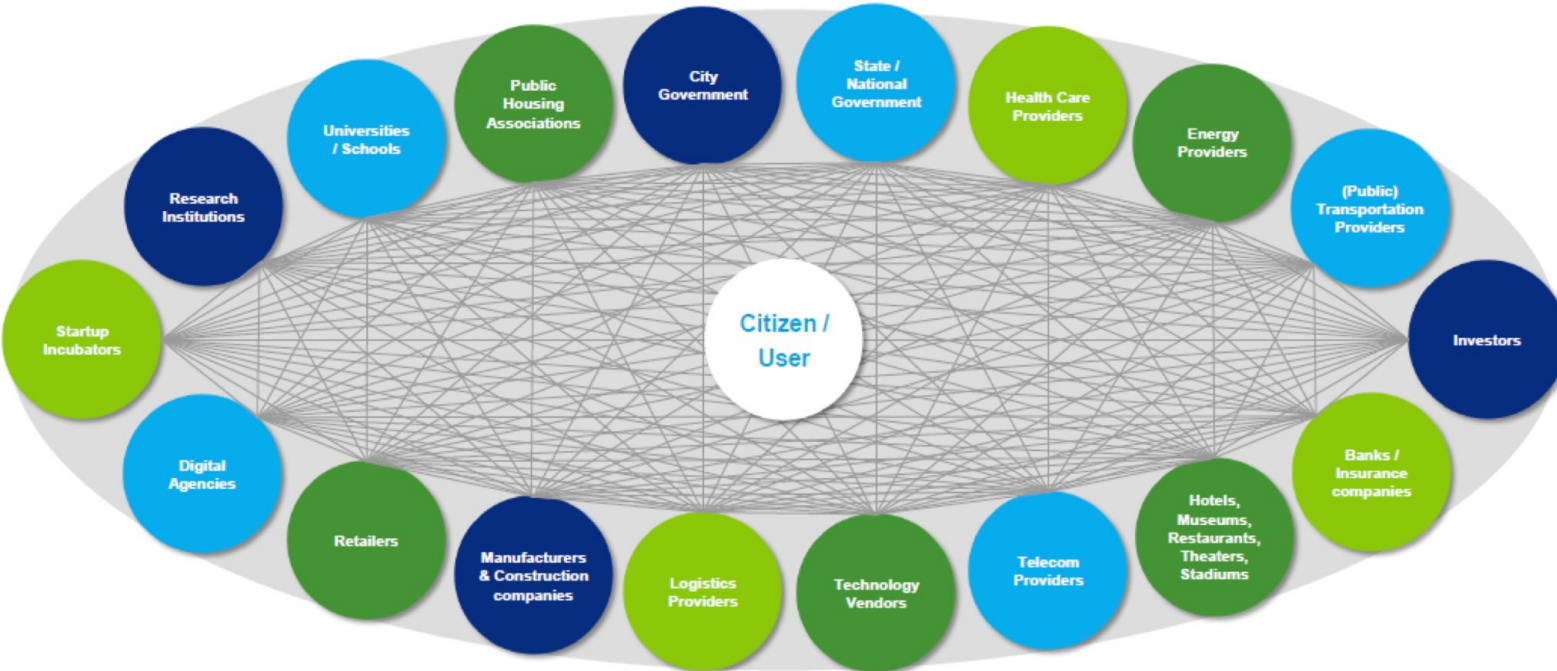 City
Government
State /
National
Government
Public
Housing
Associations
Health Care
Providers
Universities
/ Schools
Energy
Providers
Research
Institutions
(Public)
Transportation
Providers
Startup
Incubators
Citizen /
User
Investors
Digital
Agencies
Banks /
Insurance
companies
Retailers
Manufacturers
& Construction
companies
Logistics
Providers
Technology
Vendors
Telecom
Providers
Hotels,
Museums,
Restaurants,
Theaters,
Stadiums